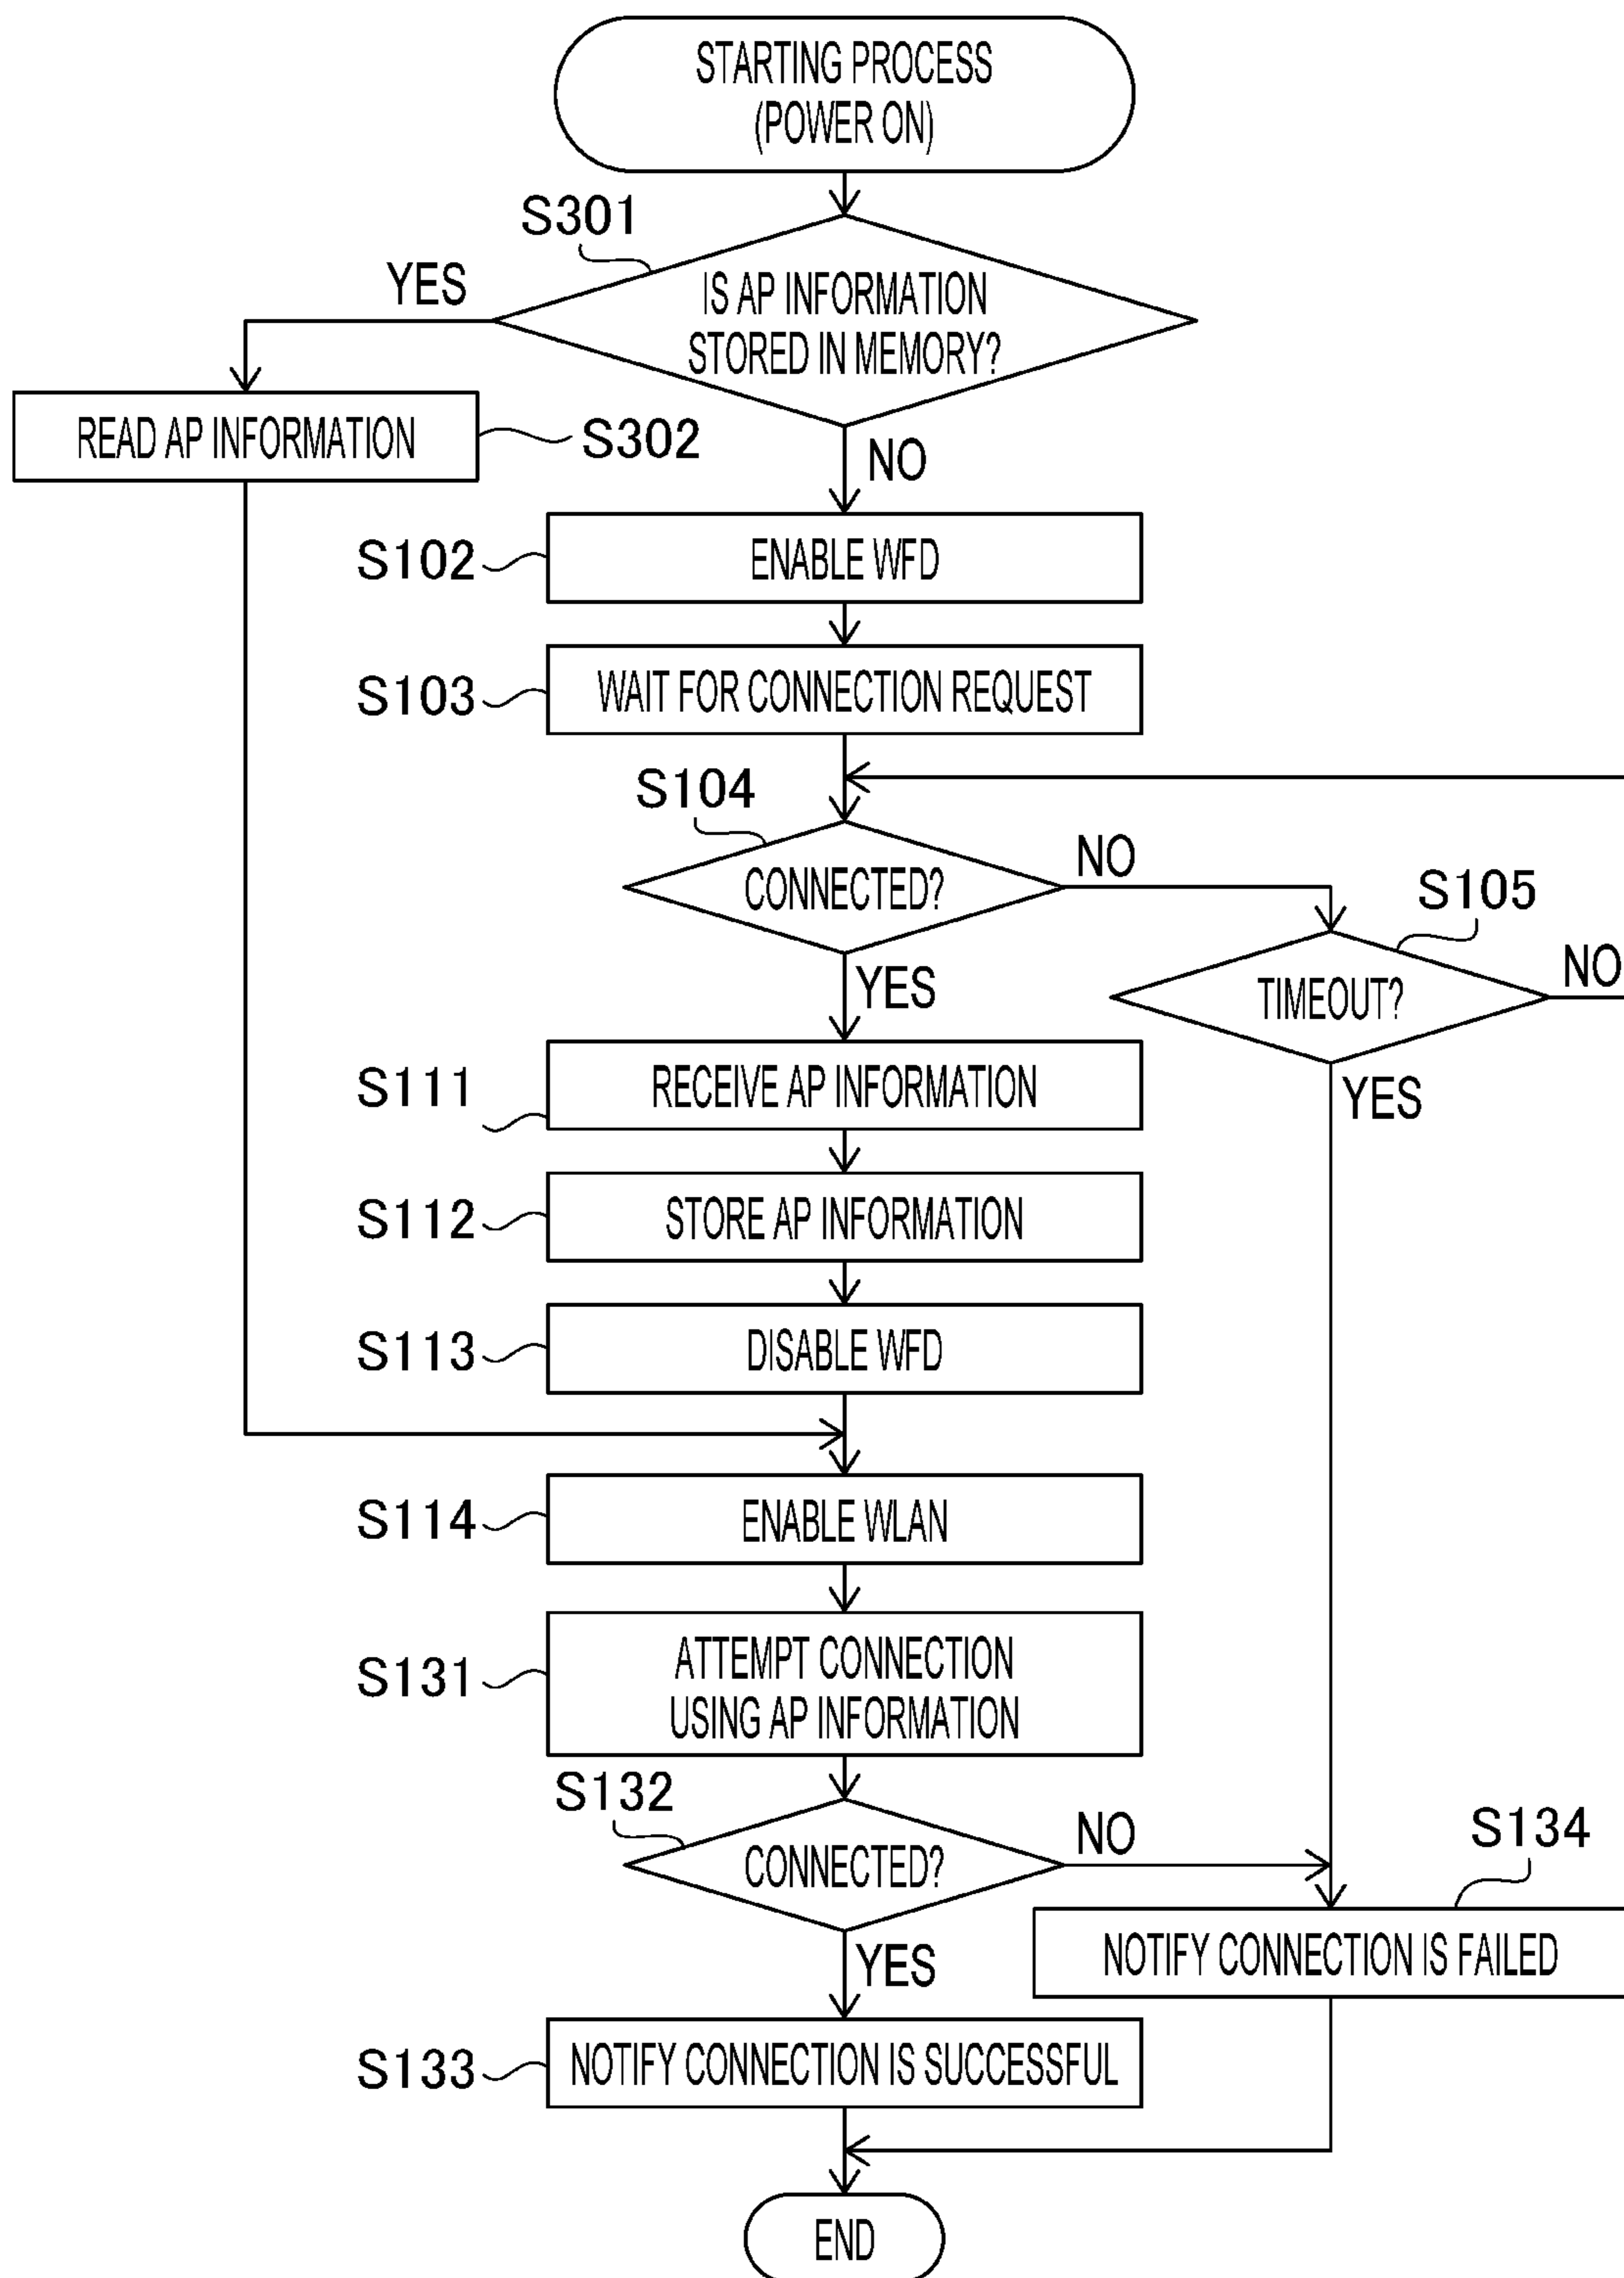 STARTING PROCESS
(POWER ON)
S301
YES
IS AP INFORMATION
STORED IN MEMORY?
READ AP INFORMATION
S302
NO
S102
ENABLE WFD
S103
WAIT FOR CONNECTION REQUEST
S104
CONNECTED?
NO
S105
TIMEOUT?
NO
YES
S111
RECEIVE AP INFORMATION
YES
S112
STORE AP INFORMATION
S113
DISABLE WFD
S114
ENABLE WLAN
S131
ATTEMPT CONNECTION
USING AP INFORMATION
S132
CONNECTED?
NO
S134
NOTIFY CONNECTION IS FAILED
YES
S133
NOTIFY CONNECTION IS SUCCESSFUL
END